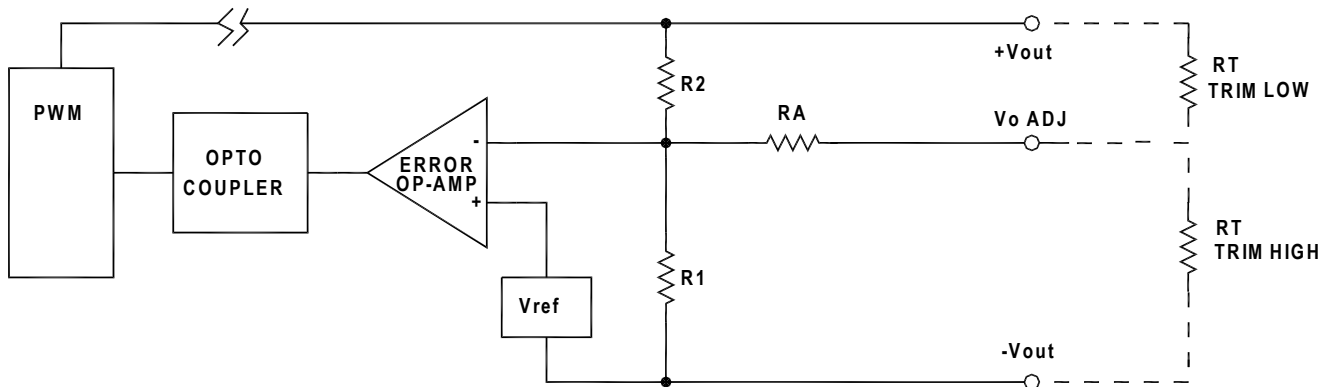 +Vout
R2
RT
TRIM LOW
PWM
RA
Vo ADJ
OPTO
COUPLER
-
ERROR
OP-AMP
+
RT
TRIM HIGH
R1
Vref
-Vout